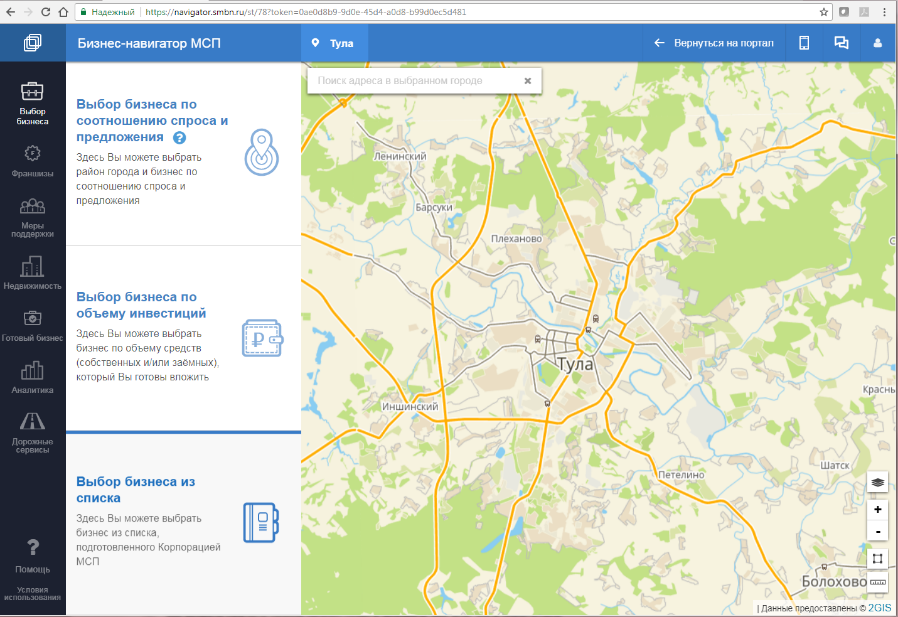 Надежный | https://navigator.smbn.ru/st/78?token=0ae0d8b9-9d0e-45d4-a0d8-b99d0ec5d481
Бизнес-навигатор МСП
Тула
Вернуться на портал
Выбор
бизнеса
Франшизы
Меры
поддержки
Недвижимость
Готовый бизнес
Аналитика
Дорожные
сервисы
?
Помощь
Условия
использования
Выбор бизнеса по
соотношению спроса и
предложения ?
Здесь Вы можете выбрать
район города и бизнес по
соотношению спроса и
предложения
Выбор бизнеса по
объему инвестиций
Здесь Вы можете выбрать
бизнес по объему средств
(собственных и/или заёмных),
который Вы готовы вложить
₽
Выбор бизнеса из
списка
Здесь Вы можете выбрать
бизнес из списка,
подготовленного Корпорацией
МСП
Поиск адреса в выбранном городе
Ленинский
Барсуки
Плеханово
Тула
Иншинский
Красны
Шатск
Петелино
Болохово
+
-
| Данные предоставлены © 2GIS